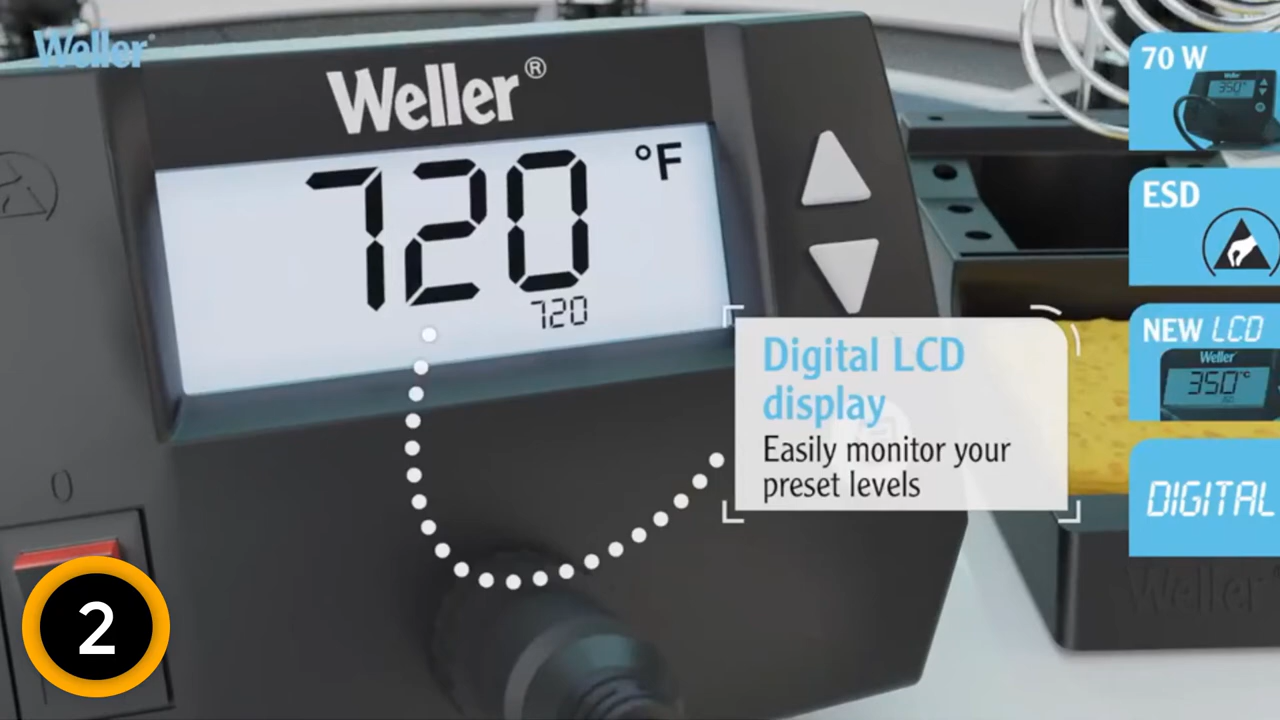 Weller
Weller®
720 °F
720
Digital LCD
display
Easily monitor your
preset levels
0
2
70 W
Weller
350°
ESD
NEW LCD
Weller
350°C
DIGITAL
Weller